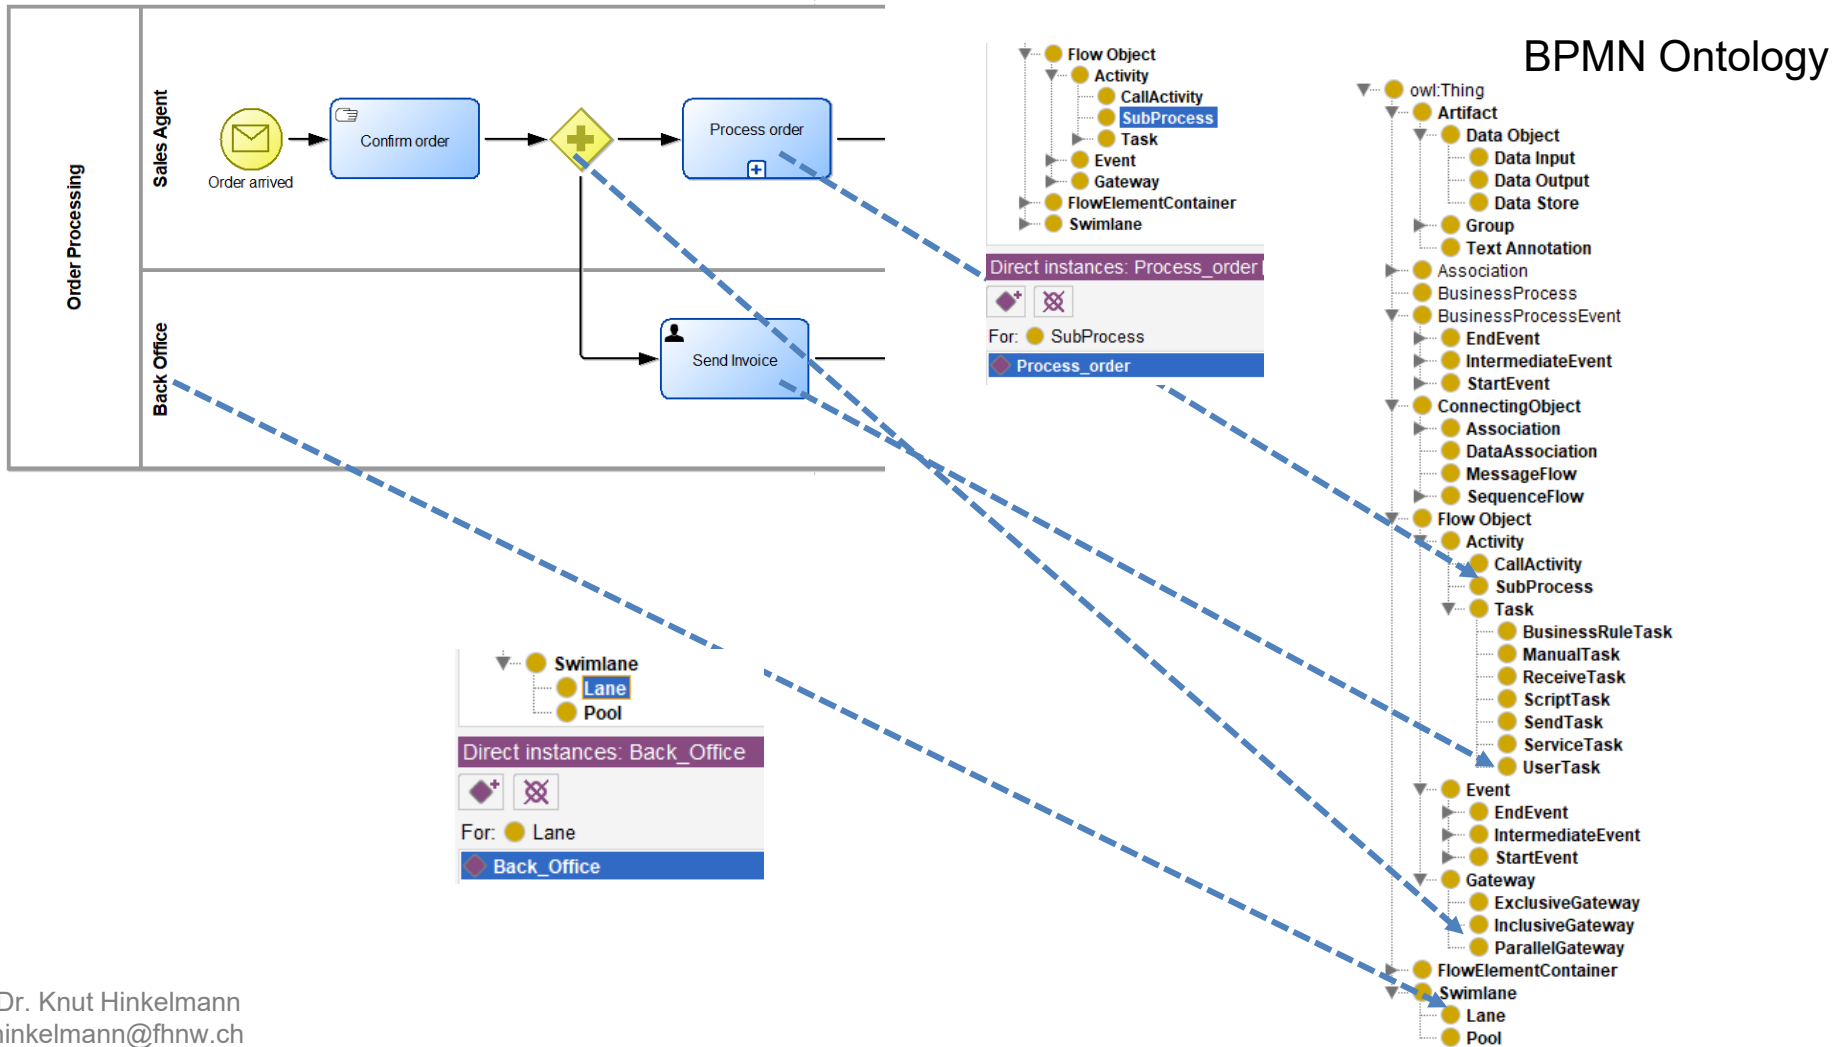 BPMN Ontology
Order Processing
Sales Agent
Order arrived
Confirm order
Process order
Back Office
Send Invoice
Flow Object
Activity
CallActivity
SubProcess
Task
Event
Gateway
FlowElementContainer
Swimlane
Direct instances: Process_order
For: SubProcess
Process_order
Swimlane
Lane
Pool
Direct instances: Back_Office
For: Lane
Back_Office
owl:Thing
Artifact
Data Object
Data Input
Data Output
Data Store
Group
Text Annotation
Association
BusinessProcess
BusinessProcessEvent
EndEvent
IntermediateEvent
StartEvent
ConnectingObject
Association
DataAssociation
MessageFlow
SequenceFlow
Flow Object
Activity
CallActivity
SubProcess
Task
BusinessRuleTask
ManualTask
ReceiveTask
ScriptTask
SendTask
ServiceTask
UserTask
Event
EndEvent
IntermediateEvent
StartEvent
Gateway
ExclusiveGateway
InclusiveGateway
ParallelGateway
FlowElementContainer
Swimlane
Lane
Pool
Dr. Knut Hinkelmann
hinkelmann@fhnw.ch